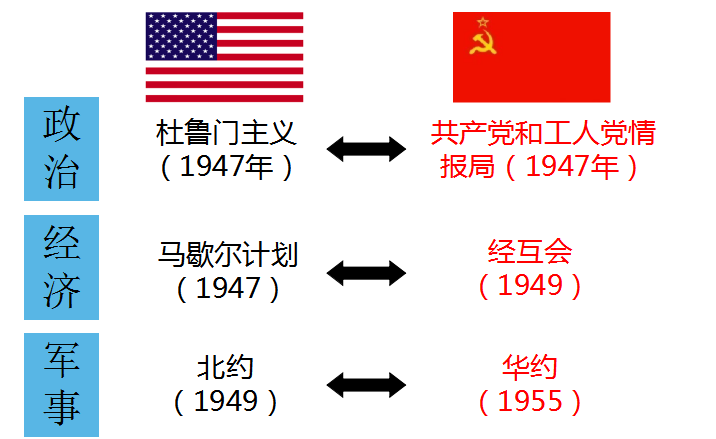 政治
杜鲁门主义
（1947年）
共产党和工人党情
报局（1947年）
经济
马歇尔计划
（1947）
经互会
（1949）
军事
北约
（1949）
华约
（1955）